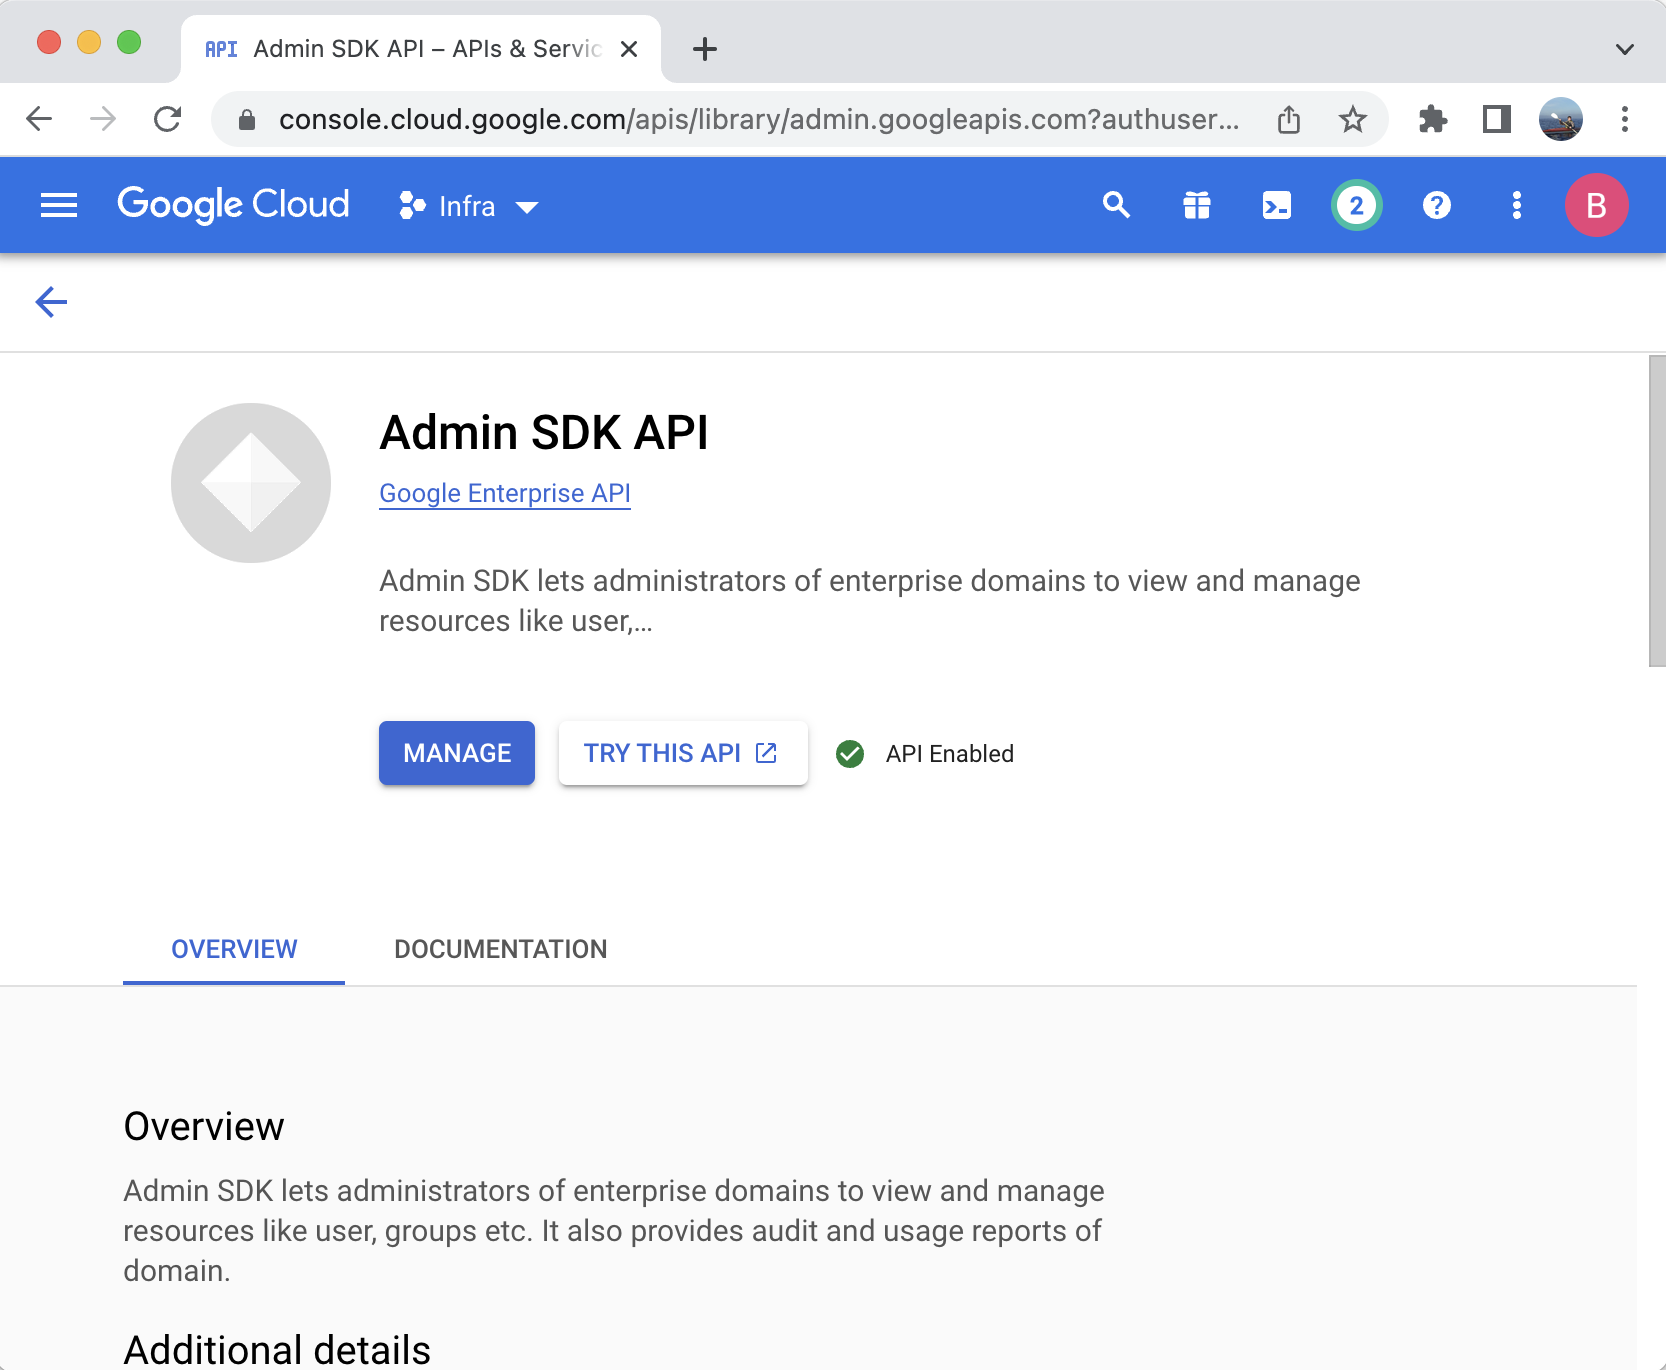 API Admin SDK API – APIs & Servic
console.cloud.google.com/apis/library/admin.googleapis.com?authuser...
Google Cloud Infra 2 ? B
Admin SDK API
Google Enterprise API
Admin SDK lets administrators of enterprise domains to view and manage
resources like user,...
MANAGE TRY THIS API API Enabled
OVERVIEW DOCUMENTATION
Overview
Admin SDK lets administrators of enterprise domains to view and manage
resources like user, groups etc. It also provides audit and usage reports of
domain.
Additional details